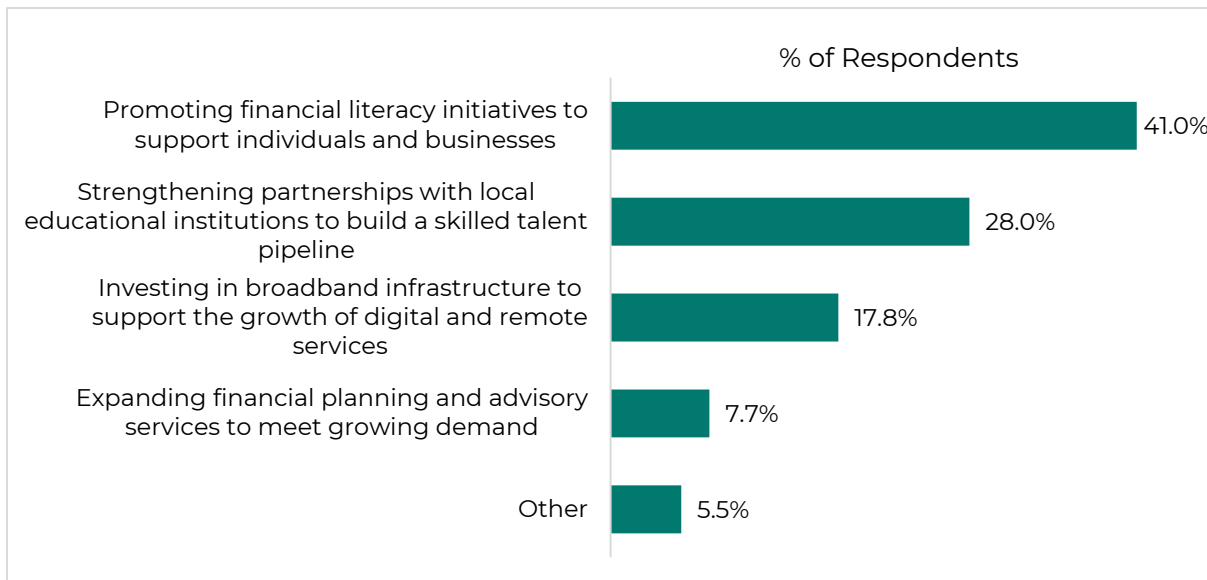 % of Respondents
Promoting financial literacy initiatives to
support individuals and businesses
41.0%
Strengthening partnerships with local
educational institutions to build a skilled talent
pipeline
28.0%
Investing in broadband infrastructure to
support the growth of digital and remote
services
17.8%
Expanding financial planning and advisory
services to meet growing demand
7.7%
Other
5.5%